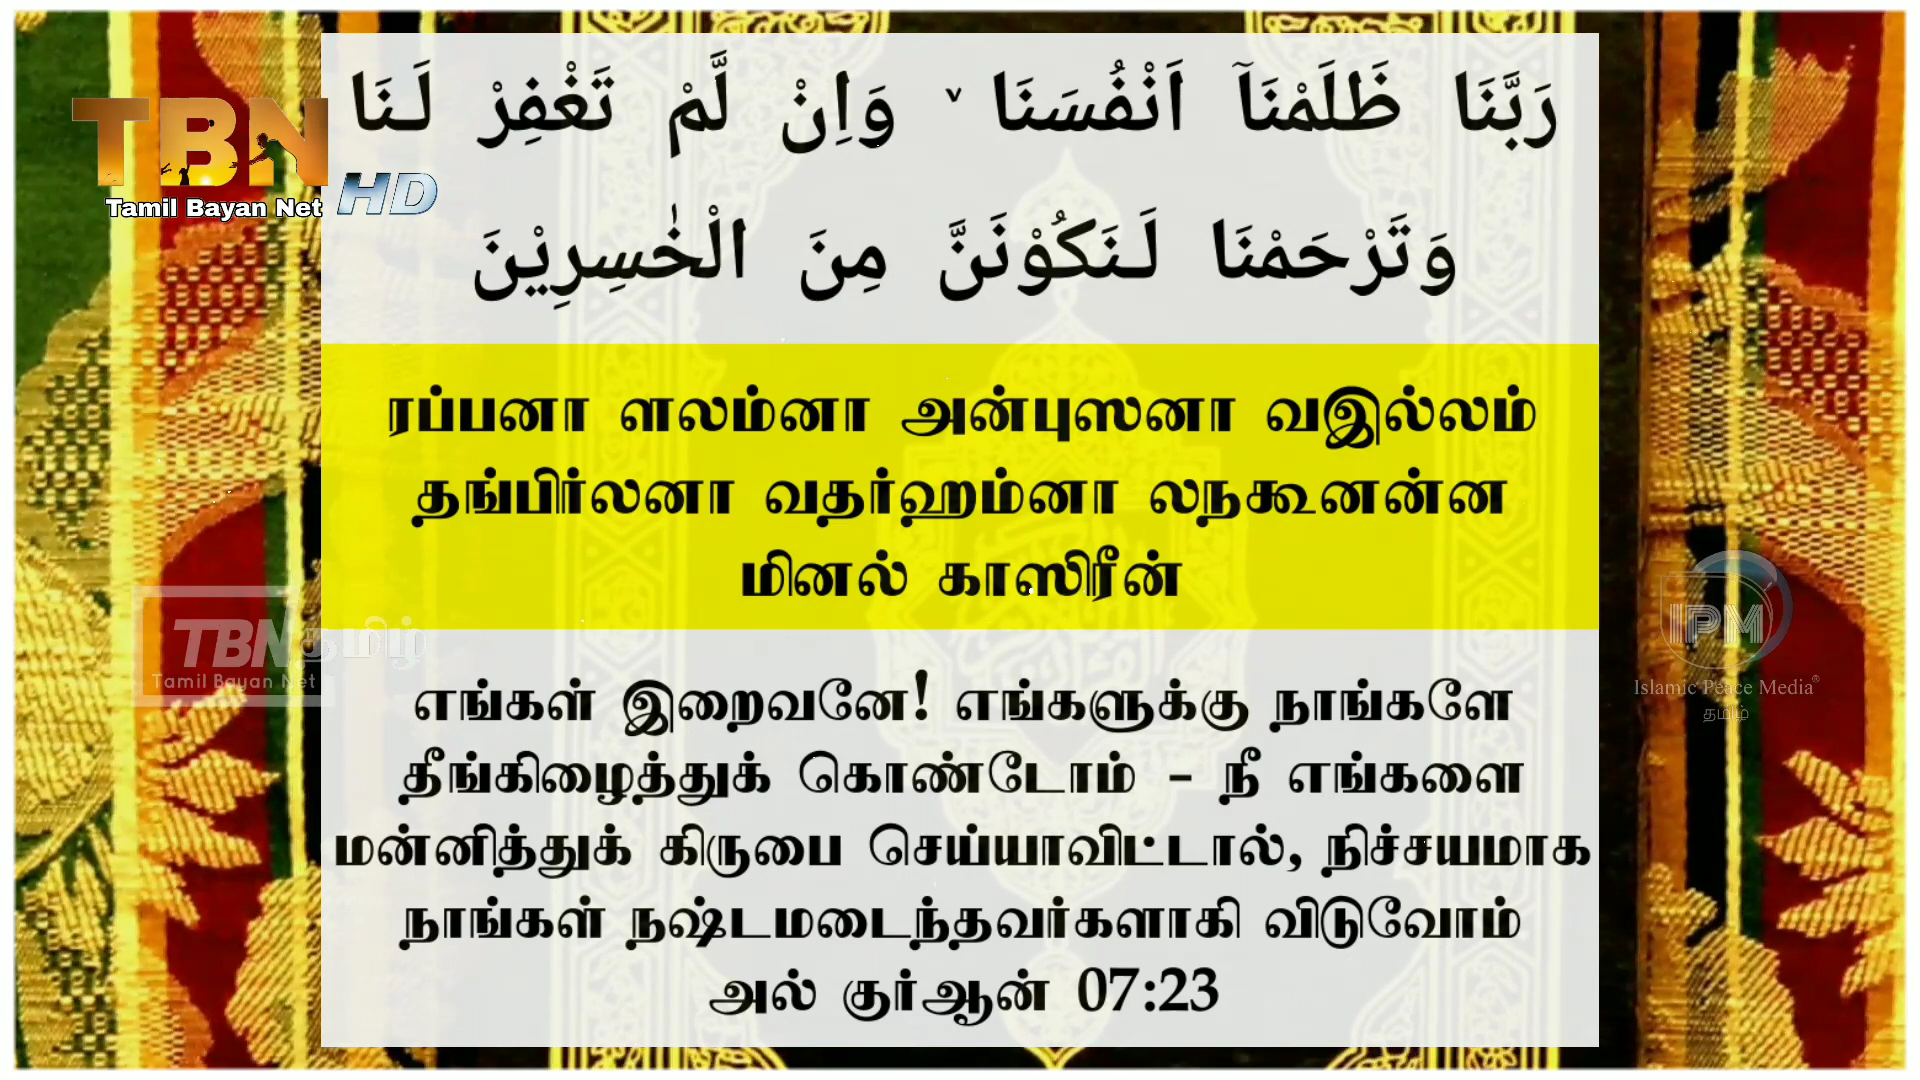 رَبَّنَا ظَلَمْنَآ اَنْفُسَنَا ٚ وَاِنْ لَّمْ تَغْفِرْ لَـنَا
وَتَرْحَمْنَا لَـنَكُوْنَنَّ مِنَ الْخٰسِرِيْنَ
TBN HD
Tamil Bayan Net
ரப்பனா ளலம்னா அன்புஸனா வஇல்லம்
தங்பிர்லனா வதர்ஹம்னா லநகூனன்ன
மினல் காஸிரீன்
TBN தமிழ்
Tamil Bayan Net
IPM
Islamic Peace Media®
தமிழ்
எங்கள் இறைவனே! எங்களுக்கு நாங்களே
தீங்கிழைத்துக் கொண்டோம் - நீ எங்களை
மன்னித்துக் கிருபை செய்யாவிட்டால், நிச்சயமாக
நாங்கள் நஷ்டமடைந்தவர்களாகி விடுவோம்
அல் குர்ஆன் 07:23